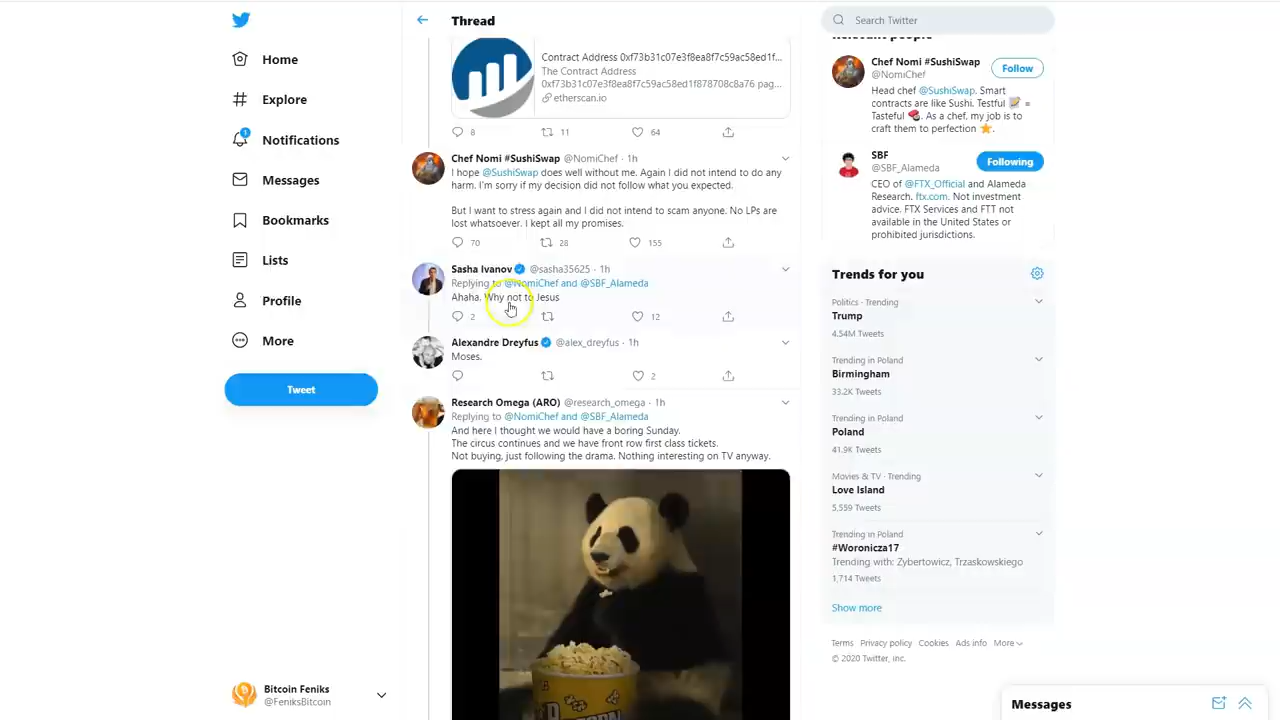 Home
Explore
1
Notifications
Messages
Bookmarks
Lists
Profile
More
Tweet
Bitcoin Feniks
@FeniksBitcoin
Thread
Contract Address 0xf73b31c07e3f8ea8f7c59ac58ed1f...
The Contract Address
0xf73b31c07e3f8ea8f7c59ac58ed1f878708c8a76 pag...
etherscan.io
8 11 64
Chef Nomi #SushiSwap @NomiChef · 1h
I hope @SushiSwap does well without me. Again I did not intend to do any
harm. I'm sorry if my decision did not follow what you expected.
But I want to stress again and I did not intend to scam anyone. No LPs are
lost whatsoever. I kept all my promises.
70 28 155
Sasha Ivanov @sasha35625 · 1h
Replying to @NomiChef and @SBF_Alameda
Ahaha. Why not to Jesus
2 12
Alexandre Dreyfus @alex_dreyfus · 1h
Moses.
2
Research Omega (ARO) @research_omega · 1h
Replying to @NomiChef and @SBF_Alameda
And here I thought we would have a boring Sunday.
The circus continues and we have front row first class tickets.
Not buying, just following the drama. Nothing interesting on TV anyway.
Search Twitter
Relevant people
Chef Nomi #SushiSwap
@NomiChef
Follow
Head chef @SushiSwap. Smart
contracts are like Sushi. Testful =
Tasteful . As a chef, my job is to
craft them to perfection
SBF
@SBF_Alameda
Following
CEO of @FTX_Official and Alameda
Research. ftx.com. Not investment
advice. FTX Services and FTT not
available in the United States or
prohibited jurisdictions.
Trends for you
Politics · Trending
Trump
4.54M Tweets
Trending in Poland
Birmingham
33.2K Tweets
Trending in Poland
Poland
41.9K Tweets
Movies & TV · Trending
Love Island
5,559 Tweets
Trending in Poland
#Woronicza17
Trending with: Zybertowicz, Trzaskowskiego
1,714 Tweets
Show more
Terms Privacy policy Cookies Ads info More
© 2020 Twitter, Inc.
Messages